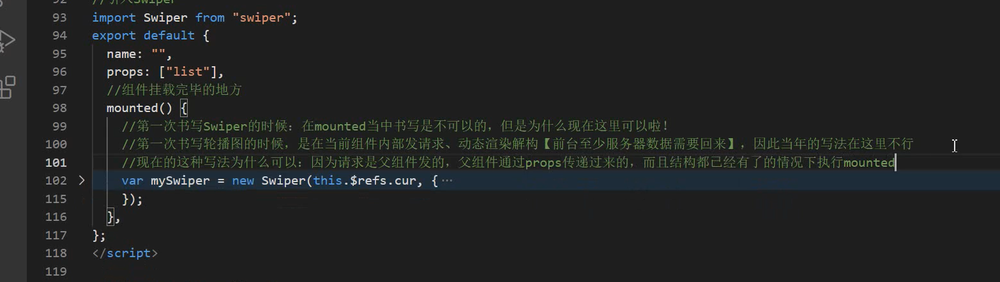 92 //引入Swiper
93 import Swiper from "swiper";
94 export default {
95 name: "",
96 props: ["list"],
97 //组件挂载完毕的地方
98 mounted() {
99 //第一次书写Swiper的时候：在mounted当中书写是不可以的，但是为什么现在这里可以啦！
100 //第一次书写轮播图的时候，是在当前组件内部发请求、动态渲染解构【前台至少服务器数据需要回来】，因此当年的写法在这里不行
101 //现在的这种写法为什么可以：因为请求是父组件发的，父组件通过props传递过来的，而且结构都已经有了的情况下执行mounted
102 var mySwiper = new Swiper(this.$refs.cur, {…
115 });
116 },
117 };
118 </script>
119